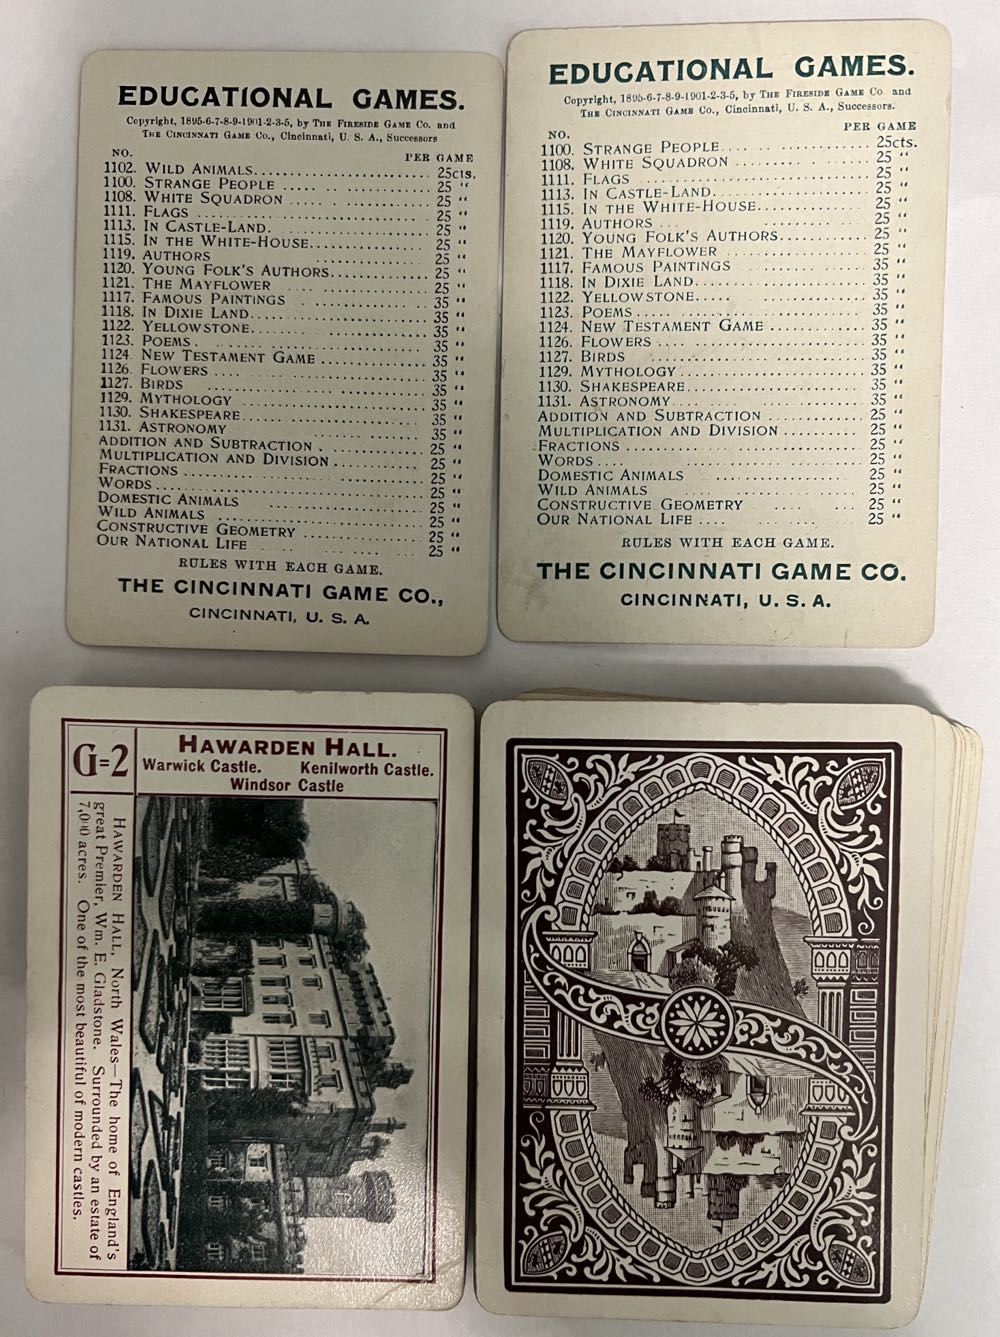 EDUCATIONAL GAMES.
Copyright, 1895-6-7-8-9-1901-2-3-5, by The Fireside Game Co. and
The Cincinnati Game Co., Cincinnati, U. S. A., Successors
NO. PER GAME
1102. Wild Animals 25cts.
1100. Strange People 25 "
1108. White Squadron 25 "
1111. Flags 25 "
1113. In Castle-Land. 25 "
1115. In the White-House 25 "
1119. Authors 25 "
1120. Young Folk's Authors 25 "
1121. The Mayflower 25 "
1117. Famous Paintings 35 "
1118. In Dixie Land 35 "
1122. Yellowstone 35 "
1123. Poems 35 "
1124. New Testament Game 35 "
1126. Flowers 35 "
1127. Birds 35 "
1129. Mythology 35 "
1130. Shakespeare 35 "
1131. Astronomy 35 "
Addition and Subtraction 25 "
Multiplication and Division 25 "
Fractions 25 "
Words 25 "
Domestic Animals 25 "
Wild Animals 25 "
Constructive Geometry 25 "
Our National Life 25 "
RULES WITH EACH GAME.
THE CINCINNATI GAME CO.,
CINCINNATI, U. S. A.
EDUCATIONAL GAMES.
Copyright, 1895-6-7-8-9-1901-2-3-5, by The Fireside Game Co. and
The Cincinnati Game Co., Cincinnati, U. S. A., Successors.
NO. PER GAME
1100. Strange People 25cts.
1108. White Squadron 25 "
1111. Flags 25 "
1113. In Castle-Land 25 "
1115. In the White-House 25 "
1119. Authors 25 "
1120. Young Folk's Authors 25 "
1121. The Mayflower 25 "
1117. Famous Paintings 35 "
1118. In Dixie Land 35 "
1122. Yellowstone 35 "
1123. Poems 35 "
1124. New Testament Game 35 "
1126. Flowers 35 "
1127. Birds 35 "
1129. Mythology 35 "
1130. Shakespeare 35 "
1131. Astronomy 35 "
Addition and Subtraction 25 "
Multiplication and Division 25 "
Fractions 25 "
Words 25 "
Domestic Animals 25 "
Wild Animals 25 "
Constructive Geometry 25 "
Our National Life 25 "
RULES WITH EACH GAME.
THE CINCINNATI GAME CO.
CINCINNATI, U. S. A.
G=2
HAWARDEN HALL.
Warwick Castle. Kenilworth Castle.
Windsor Castle
Hawarden Hall, North Wales—The home of England's
great Premier, Wm. E. Gladstone. Surrounded by an estate of
7,000 acres. One of the most beautiful of modern castles.